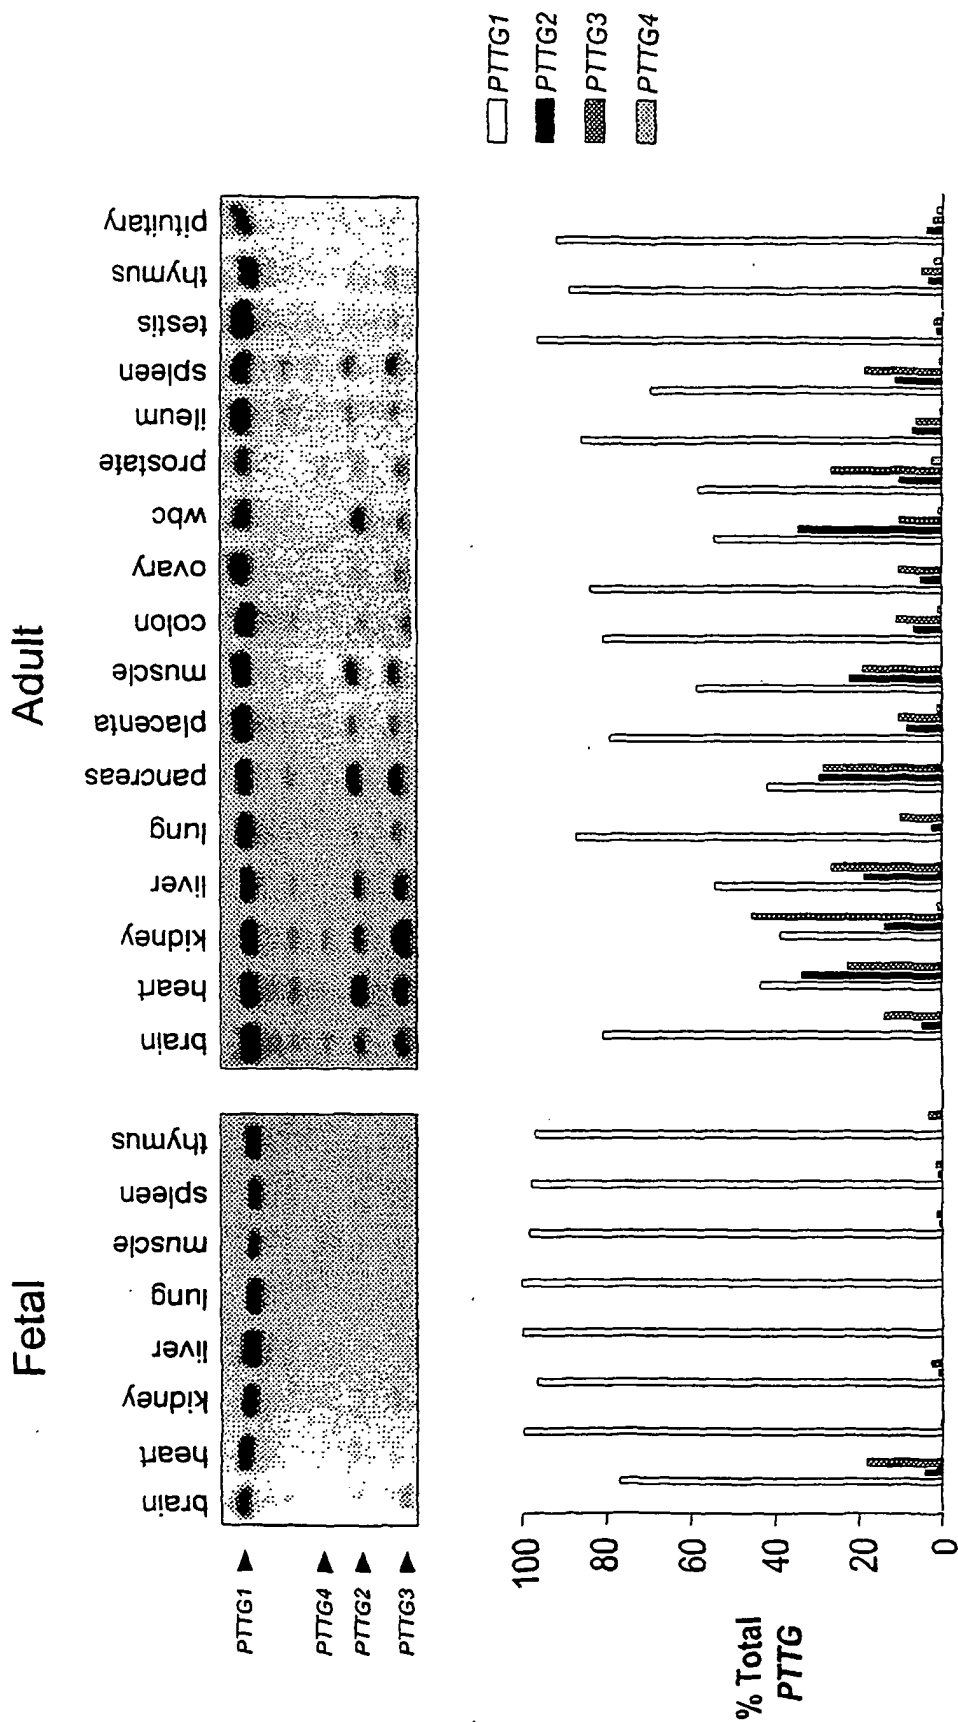 Fetal
Adult
brain
heart
kidney
liver
lung
muscle
spleen
thymus
brain
heart
kidney
liver
lung
pancreas
placenta
muscle
colon
ovary
wbc
prostate
ileum
spleen
testis
thymus
pituitary
PTTG1
PTTG4
PTTG2
PTTG3
PTTG1
PTTG2
PTTG3
PTTG4
% Total
PTTG
100
80
60
40
20
0